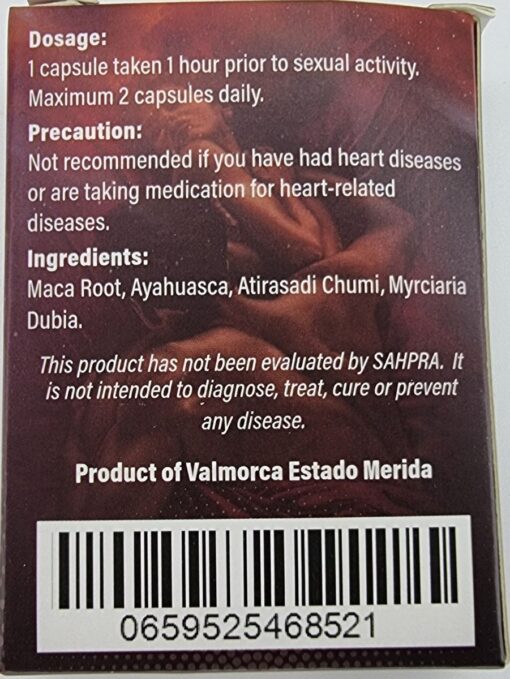 Dosage:
1 capsule taken 1 hour prior to sexual activity.
Maximum 2 capsules daily.
Precaution:
Not recommended if you have had heart diseases
or are taking medication for heart-related
diseases.
Ingredients:
Maca Root, Ayahuasca, Atirasadi Chumi, Myrciaria
Dubia.
This product has not been evaluated by SAHPRA. It
is not intended to diagnose, treat, cure or prevent
any disease.
Product of Valmorca Estado Merida
0659525468521